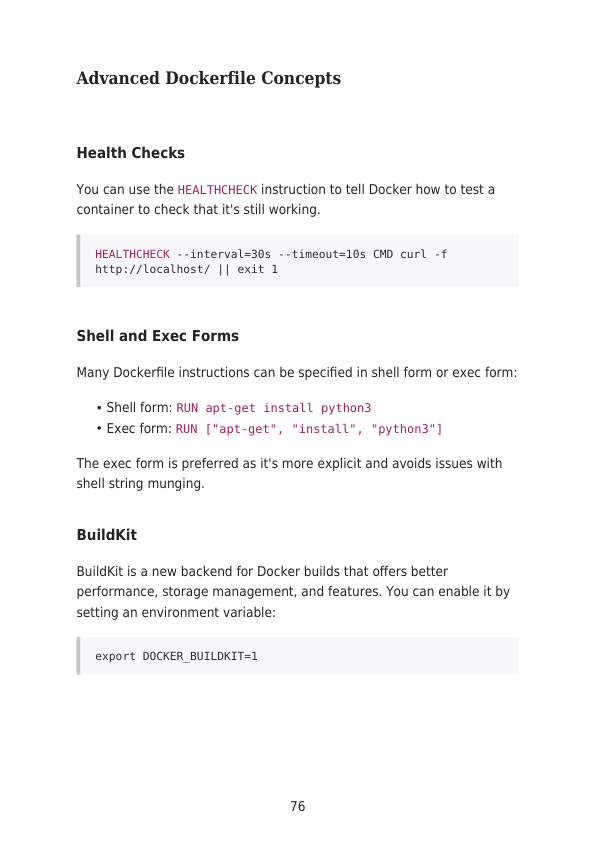 Advanced Dockerfile Concepts
Health Checks
You can use the HEALTHCHECK instruction to tell Docker how to test a
container to check that it's still working.
HEALTHCHECK --interval=30s --timeout=10s CMD curl -f
http://localhost/ || exit 1
Shell and Exec Forms
Many Dockerfile instructions can be specified in shell form or exec form:
• Shell form: RUN apt-get install python3
• Exec form: RUN ["apt-get", "install", "python3"]
The exec form is preferred as it's more explicit and avoids issues with
shell string munging.
BuildKit
BuildKit is a new backend for Docker builds that offers better
performance, storage management, and features. You can enable it by
setting an environment variable:
export DOCKER_BUILDKIT=1
76